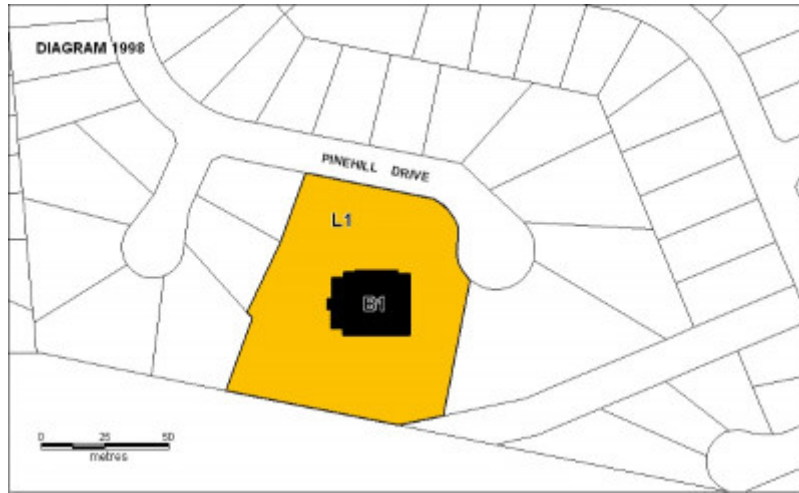 DIAGRAM 1998
PINEHILL DRIVE
L1
B1
0 25 50
metres